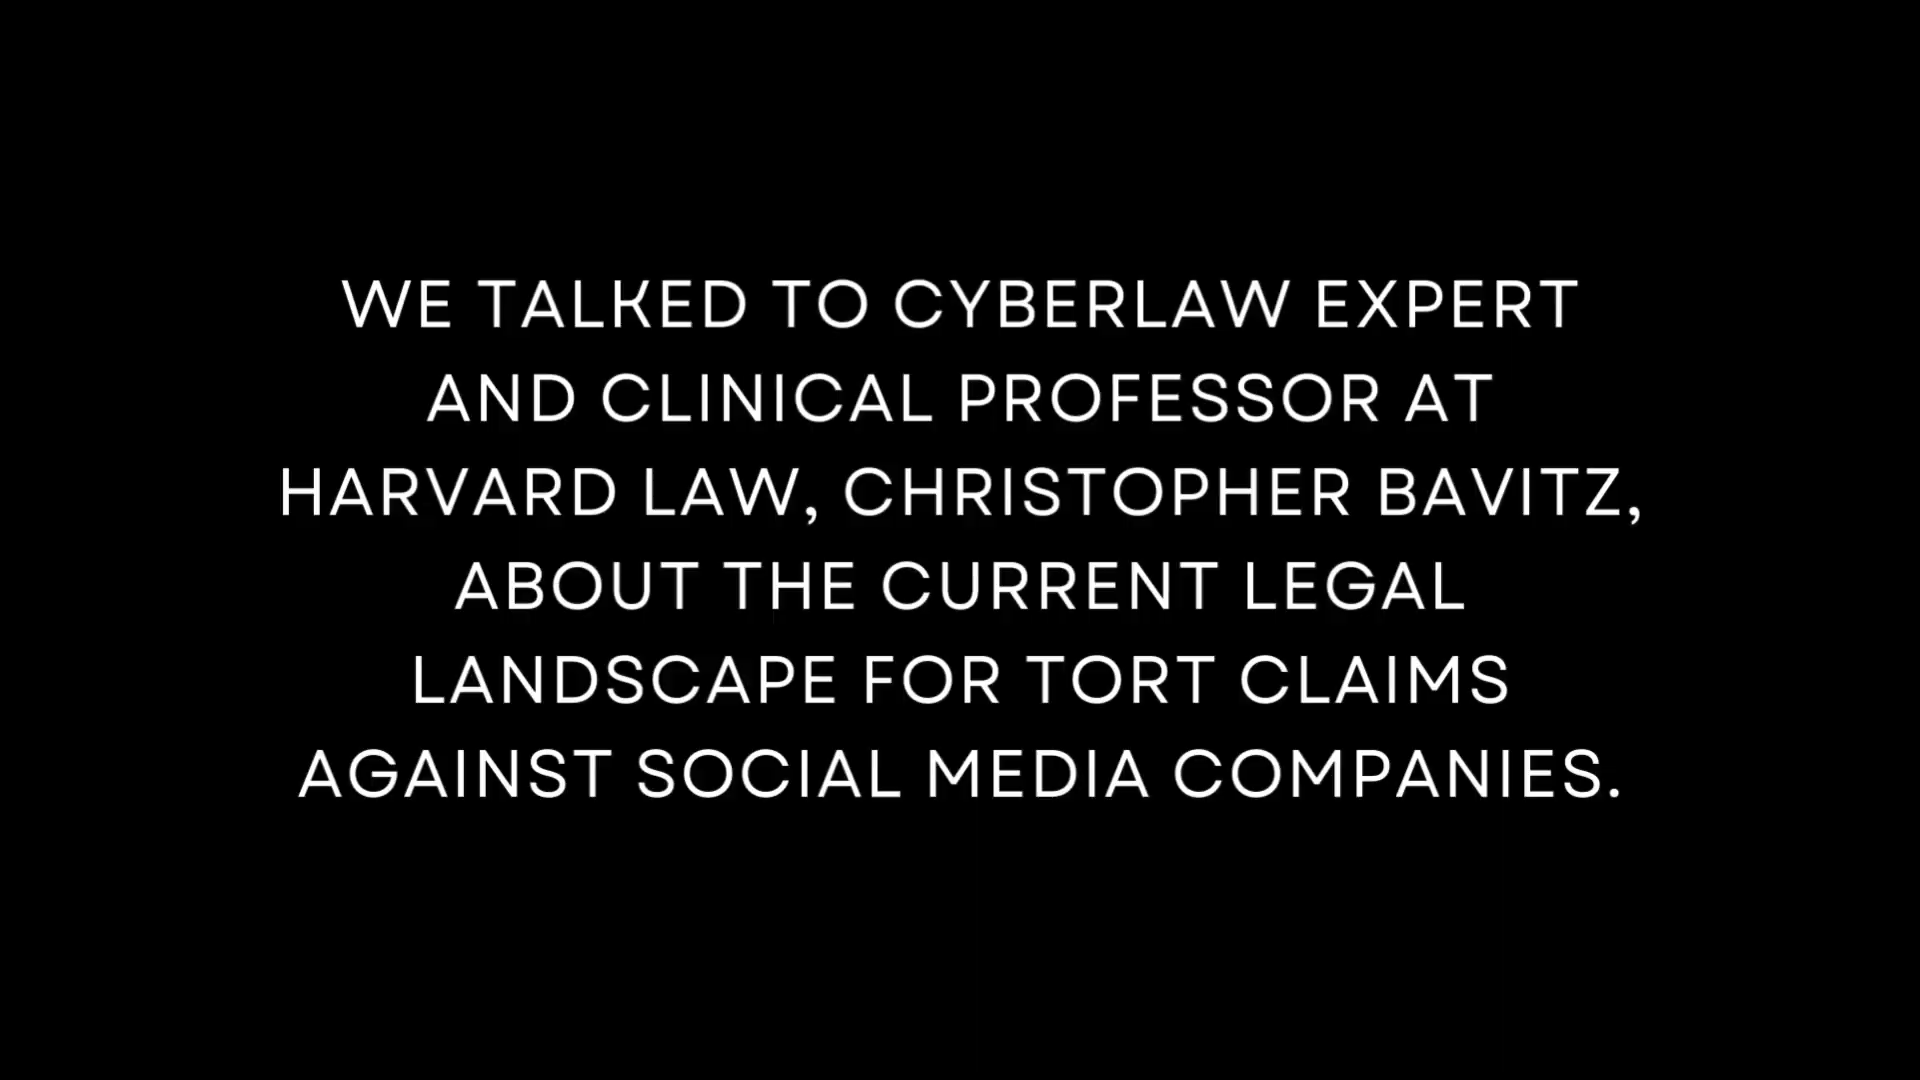 WE TALKED TO CYBERLAW EXPERT
AND CLINICAL PROFESSOR AT
HARVARD LAW, CHRISTOPHER BAVITZ,
ABOUT THE CURRENT LEGAL
LANDSCAPE FOR TORT CLAIMS
AGAINST SOCIAL MEDIA COMPANIES.